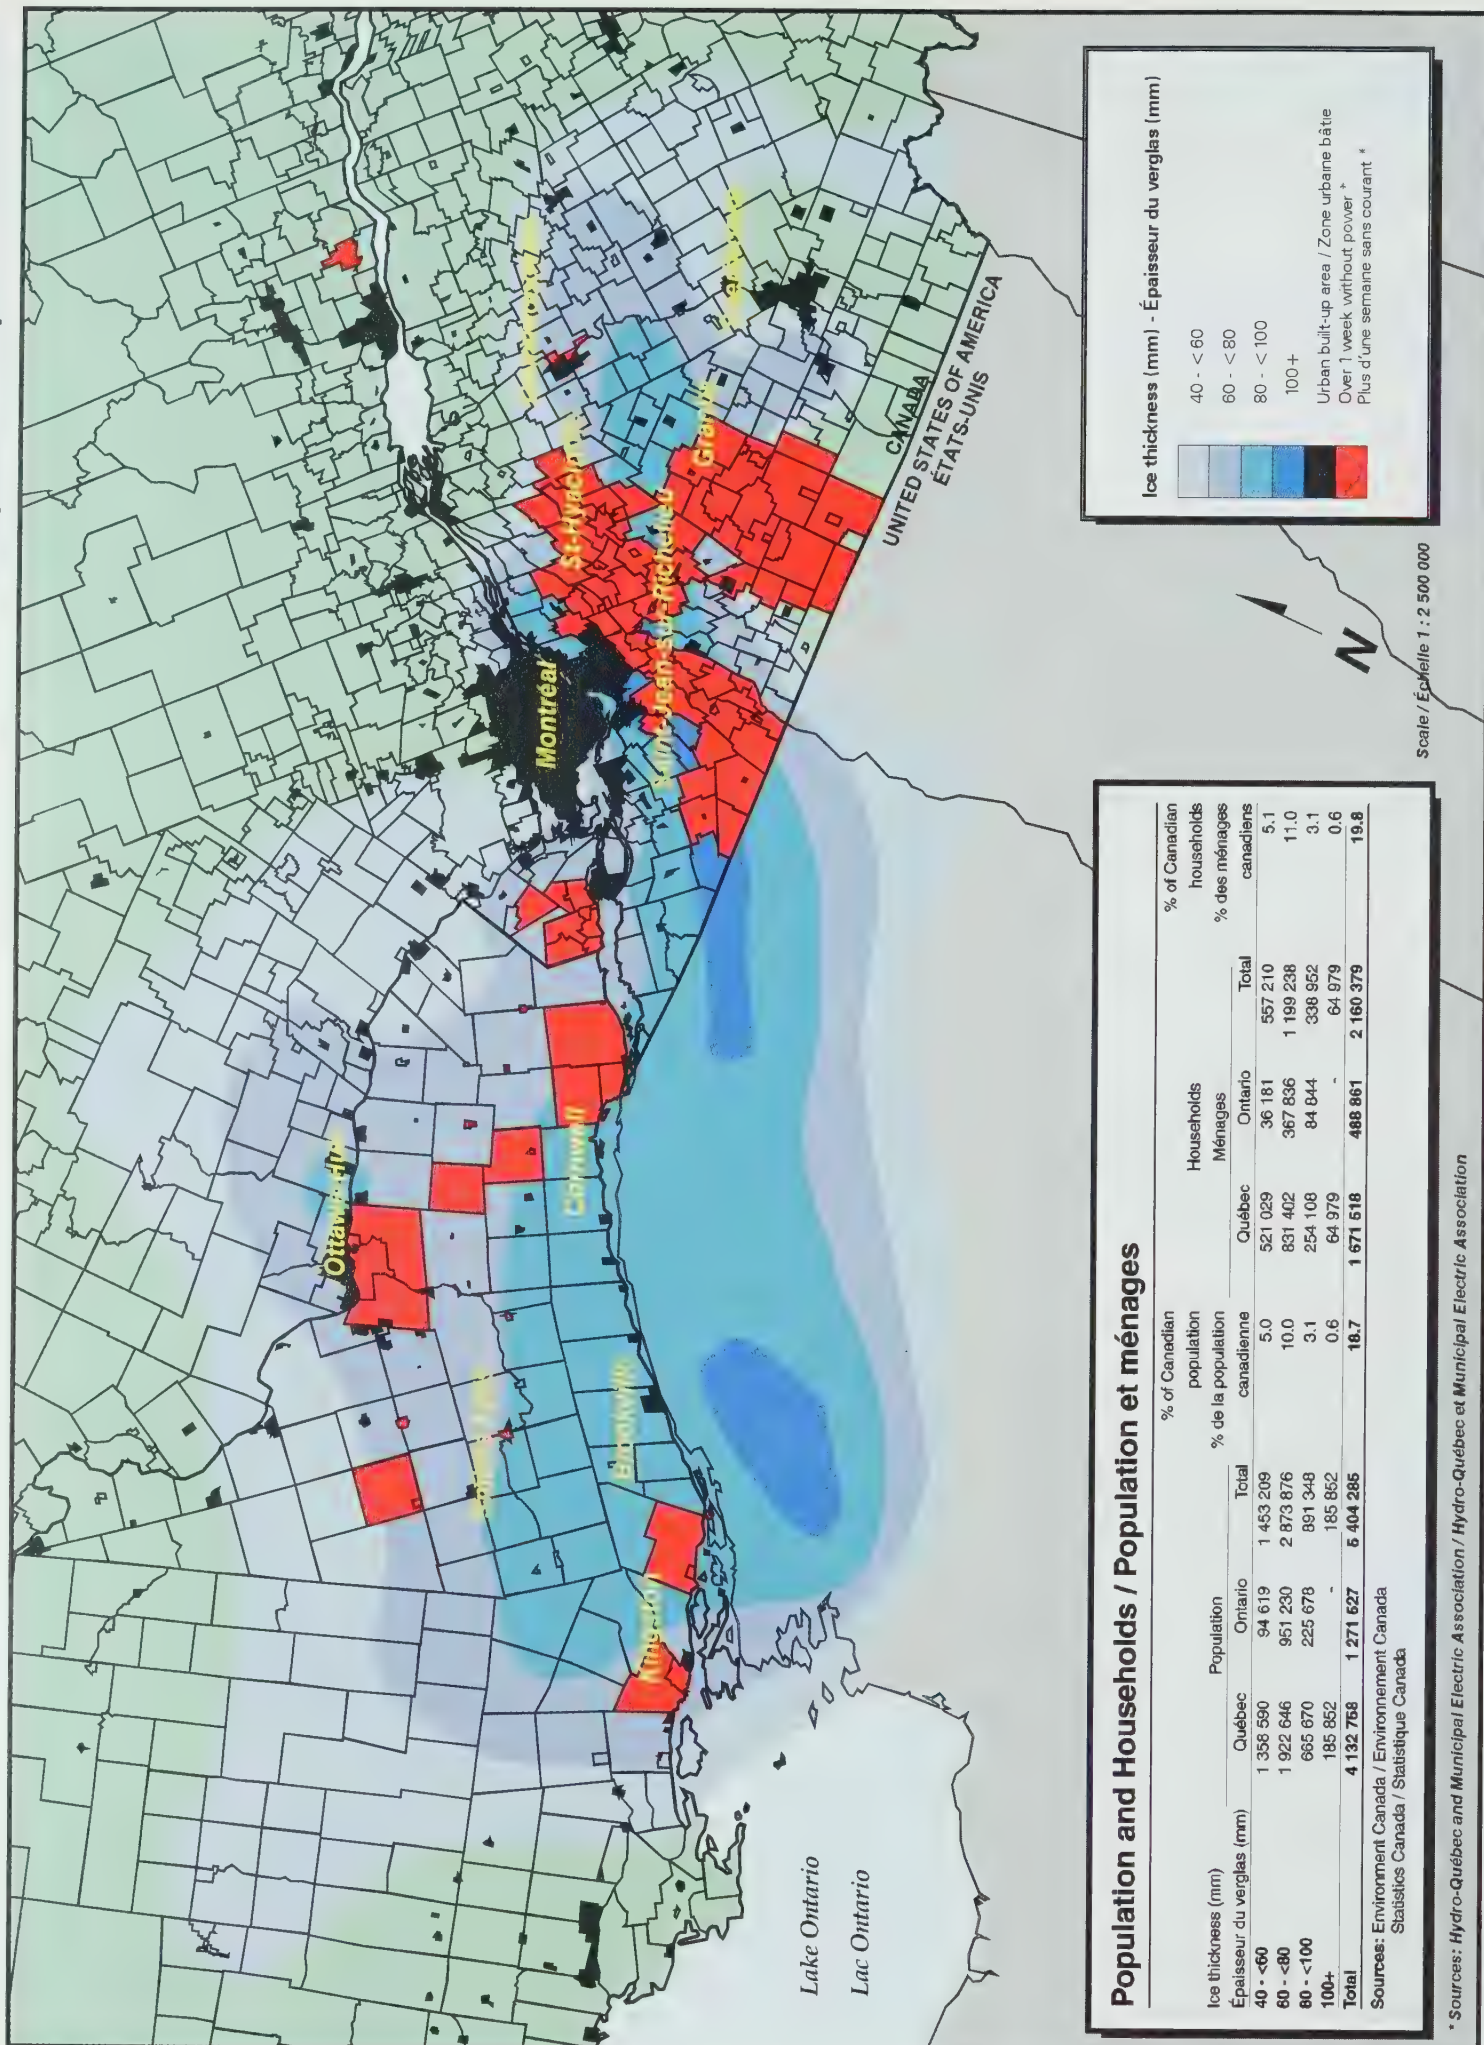 Ottawa-Hull
Montréal
St-Hyacinthe
Saint-Jean-sur-Richelieu
Granby
Cornwall
Smiths Falls
Brockville
Kingston
CANADA
UNITED STATES OF AMERICA
ÉTATS-UNIS
Lake Ontario
Lac Ontario
Ice thickness (mm) - Épaisseur du verglas (mm)
40 - < 60
60 - < 80
80 - < 100
100+
Urban built-up area / Zone urbaine bâtie
Over 1 week without power *
Plus d'une semaine sans courant *
N
Scale / Échelle 1 : 2 500 000
Population and Households / Population et ménages
% of Canadian % of Canadian
Ice thickness (mm) Population population Households households
Épaisseur du verglas (mm) % de la population Ménages % des ménages
Québec Ontario Total canadienne Québec Ontario Total canadiens
40 - <60 1 358 590 94 619 1 453 209 5.0 521 029 36 181 557 210 5.1
60 - <80 1 922 646 951 230 2 873 876 10.0 831 402 367 836 1 199 238 11.0
80 - <100 665 670 225 678 891 348 3.1 254 108 84 844 338 952 3.1
100+ 185 852 - 185 852 0.6 64 979 - 64 979 0.6
Total 4 132 758 1 271 527 5 404 285 18.7 1 671 518 488 861 2 160 379 19.8
Sources: Environment Canada / Environnement Canada
Statistics Canada / Statistique Canada
* Sources: Hydro-Québec and Municipal Electric Association / Hydro-Québec et Municipal Electric Association